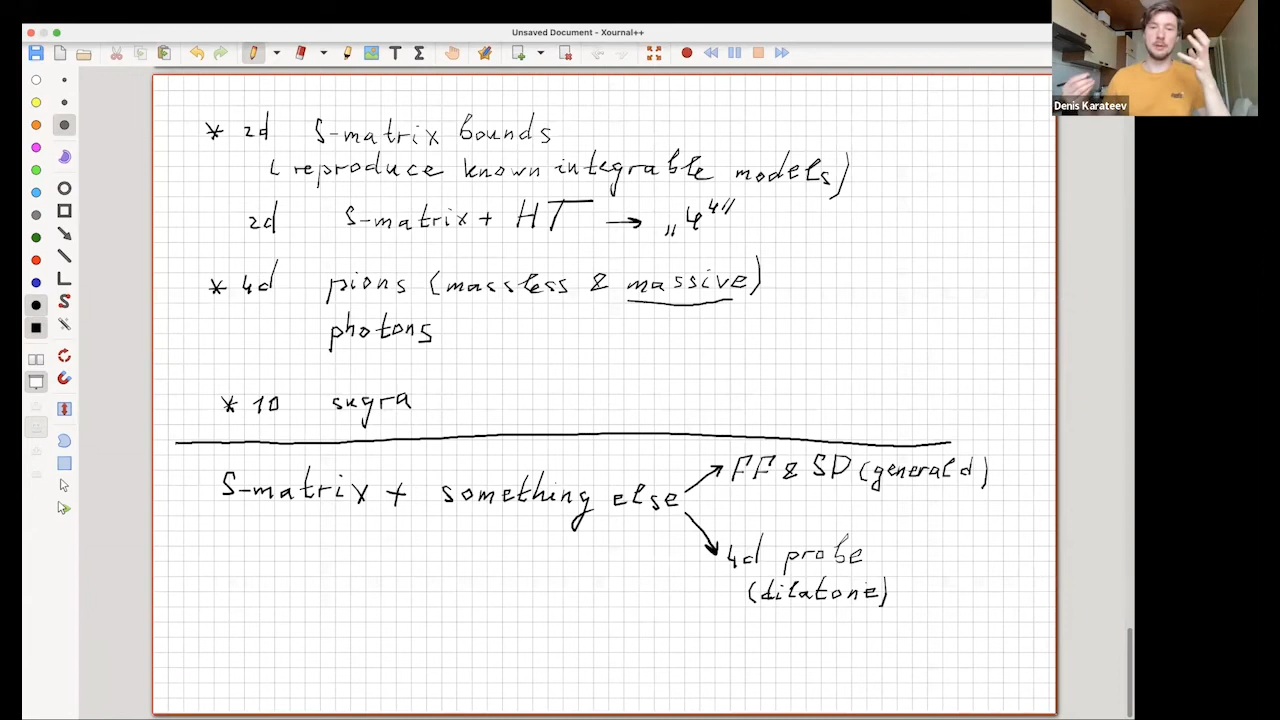 Unsaved Document - Xournal++
Denis Karateev
* 2d S-matrix bounds
(reproduce known integrable models)
2d S-matrix + HT → „φ⁴"
* 4d pions (massless & massive)
photons
* 10 sugra
S-matrix + something else
FF & SD (general d)
4d probe
(dilatone)